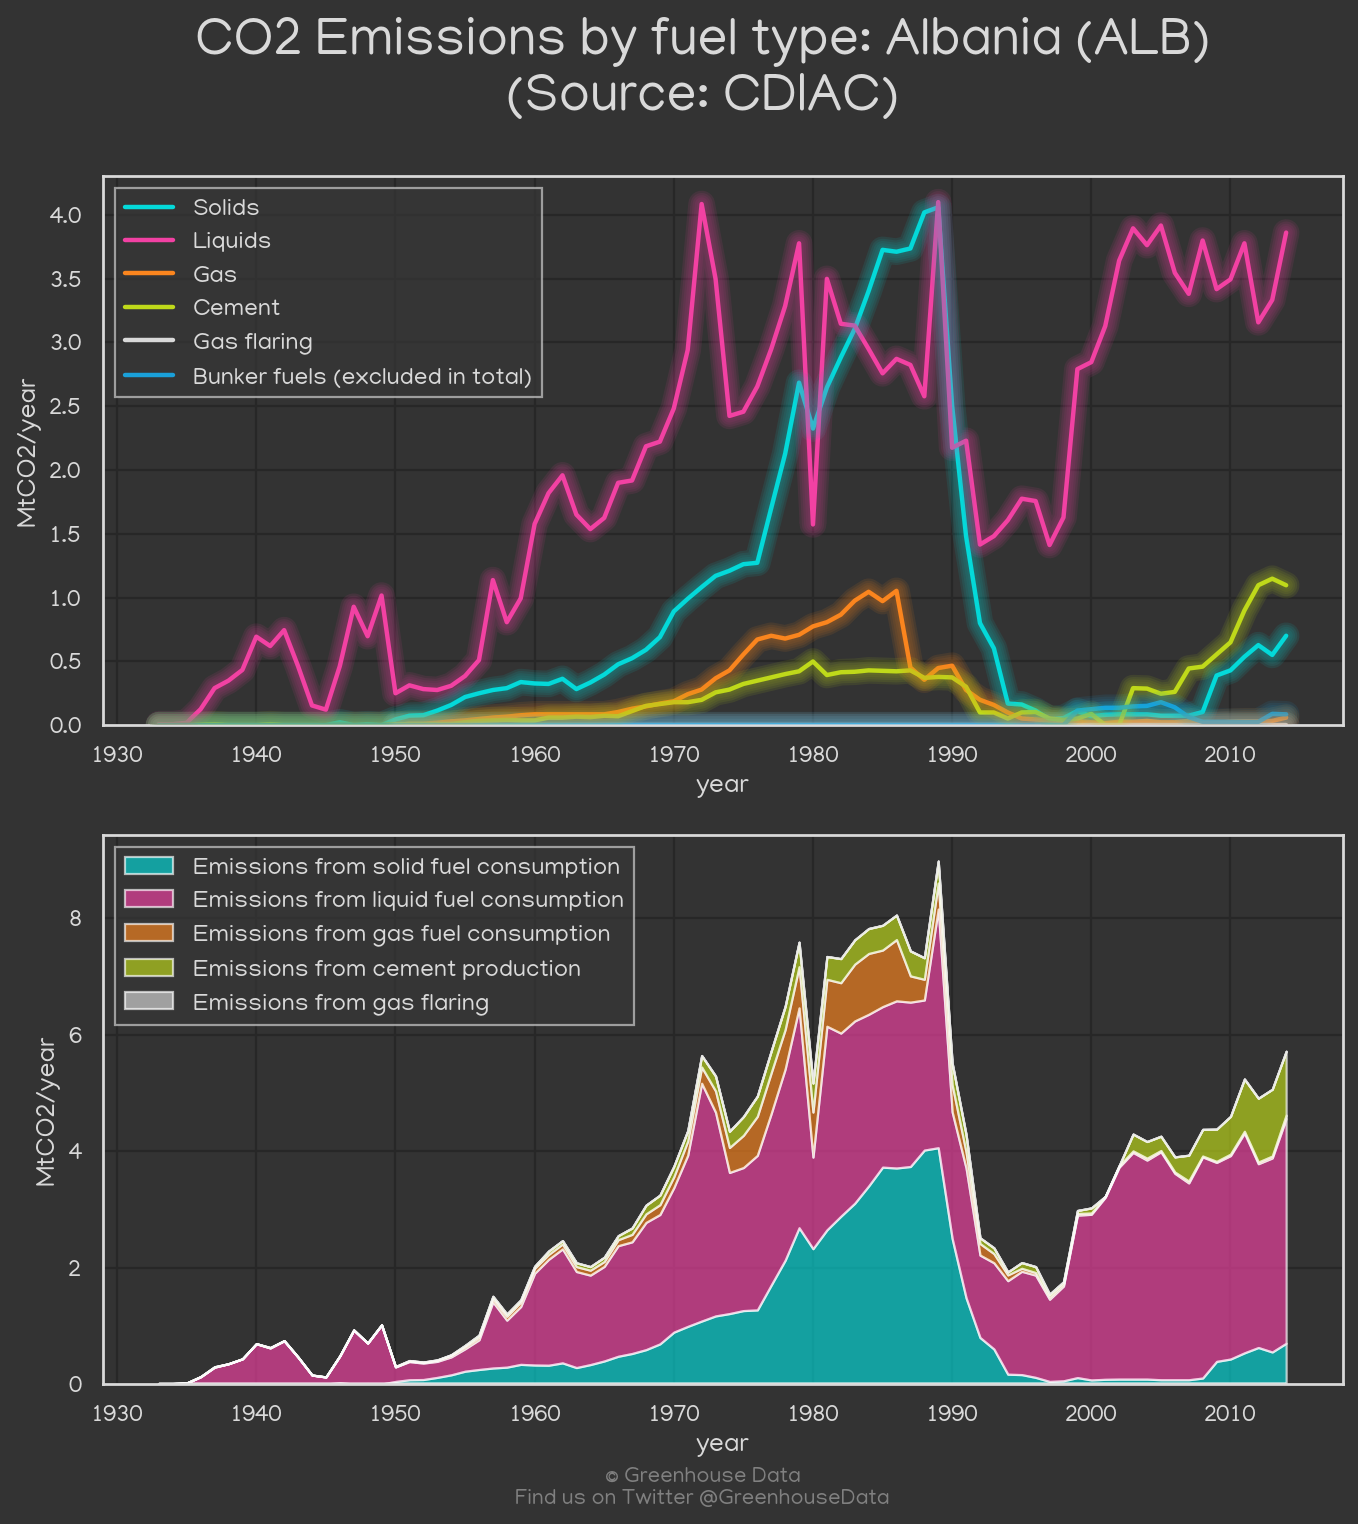 CO2 Emissions by fuel type: Albania (ALB)
(Source: CDIAC)
Solids
Liquids
Gas
Cement
Gas flaring
Bunker fuels (excluded in total)
MtCO2/year
4.0
3.5
3.0
2.5
2.0
1.5
1.0
0.5
0.0
1930 1940 1950 1960 1970 1980 1990 2000 2010
year
Emissions from solid fuel consumption
Emissions from liquid fuel consumption
Emissions from gas fuel consumption
Emissions from cement production
Emissions from gas flaring
MtCO2/year
8
6
4
2
0
1930 1940 1950 1960 1970 1980 1990 2000 2010
year
© Greenhouse Data
Find us on Twitter @GreenhouseData